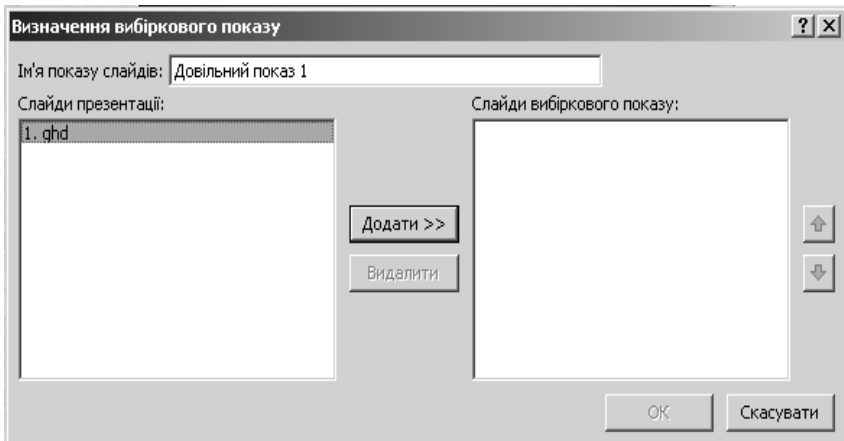 Визначення вибіркового показу
Ім'я показу слайдів: Довільний показ 1
Слайди презентації:
Слайди вибіркового показу:
1. ghd
Додати >>
Видалити
ОК
Скасувати